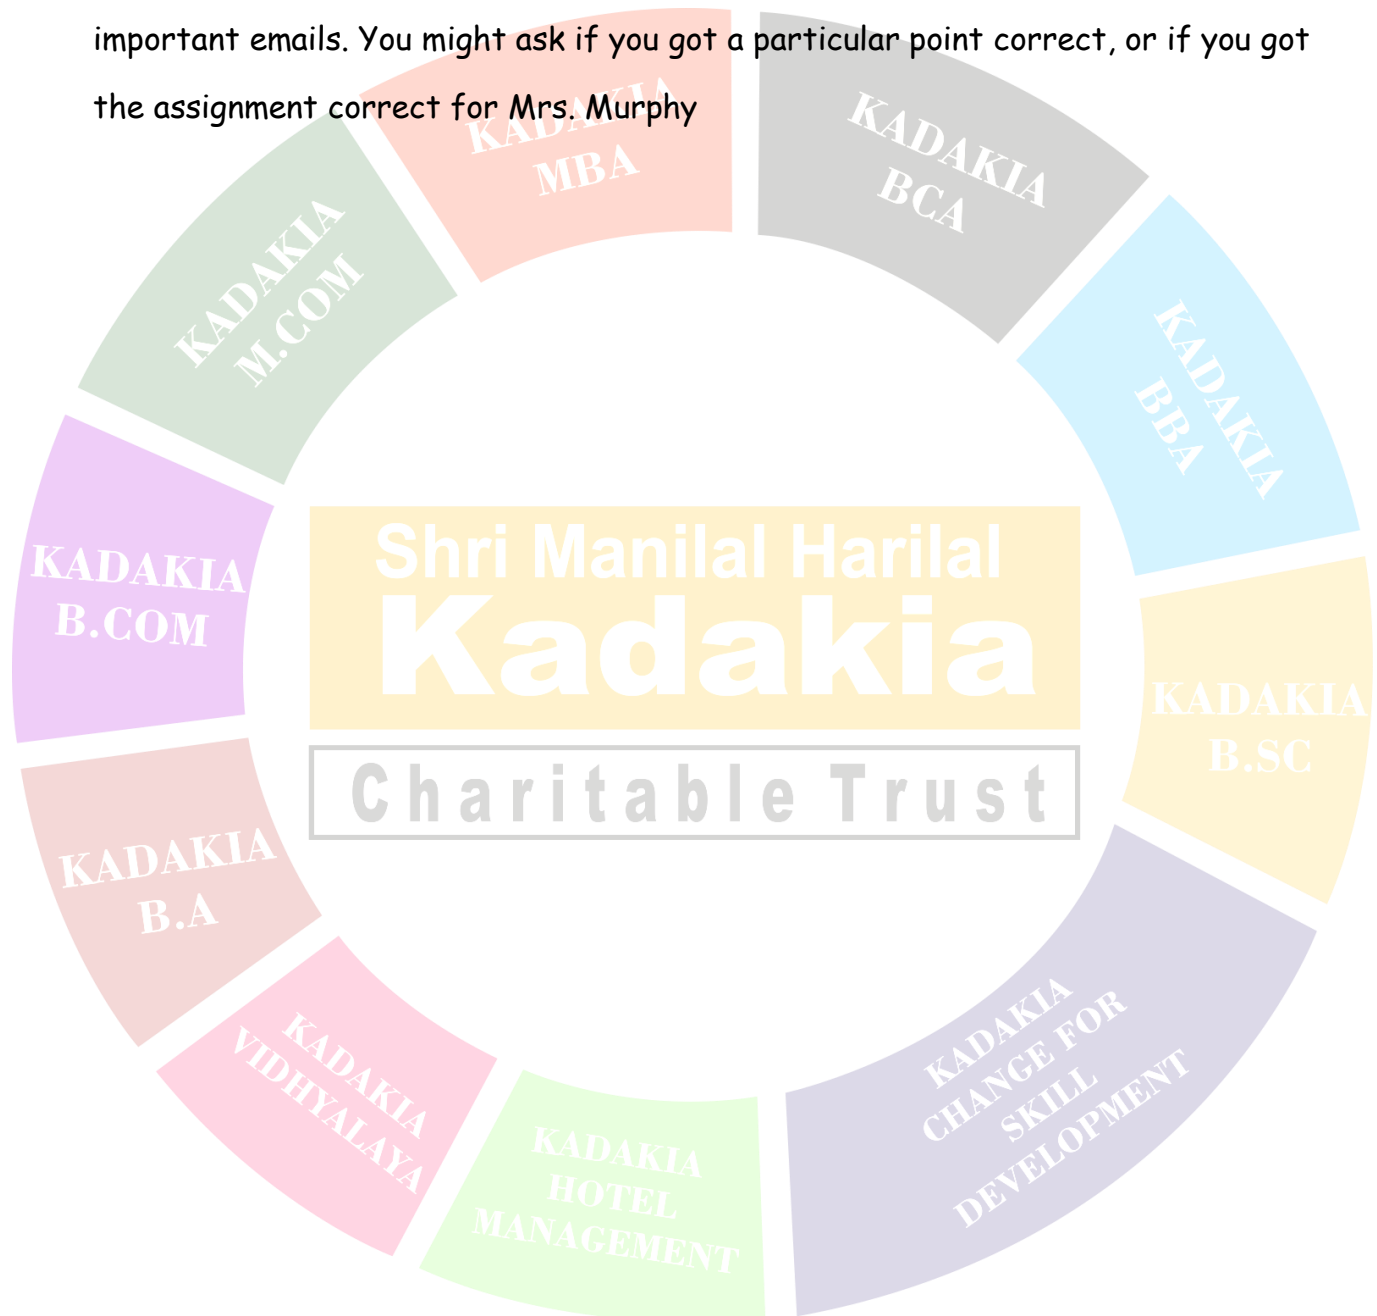 important emails. You might ask if you got a particular point correct, or if you got
the assignment correct for Mrs. Murphy
KADAKIA
MBA
KADAKIA
BCA
KADAKIA
M.COM
KADAKIA
BBA
KADAKIA
B.COM
Shri Manilal Harilal
Kadakia
Charitable Trust
KADAKIA
B.SC
KADAKIA
B.A
KADAKIA
VIDHYALAYA
KADAKIA
HOTEL
MANAGEMENT
KADAKIA
CHANGE FOR
SKILL
DEVELOPMENT